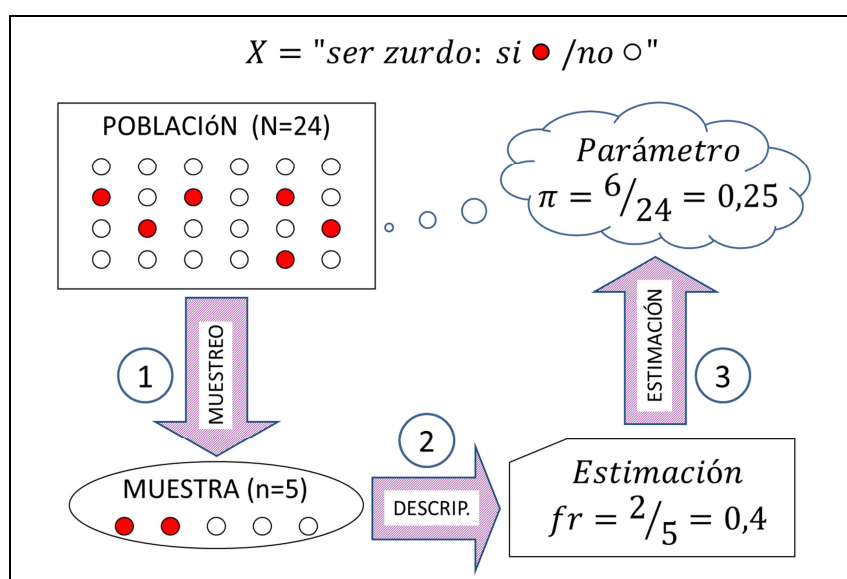 X = "ser zurdo: si /no "
POBLACIóN (N=24)
Parámetro
π = 6/24 = 0,25
1
MUESTREO
ESTIMACIÓN
3
2
MUESTRA (n=5)
DESCRIP.
Estimación
fr = 2/5 = 0,4